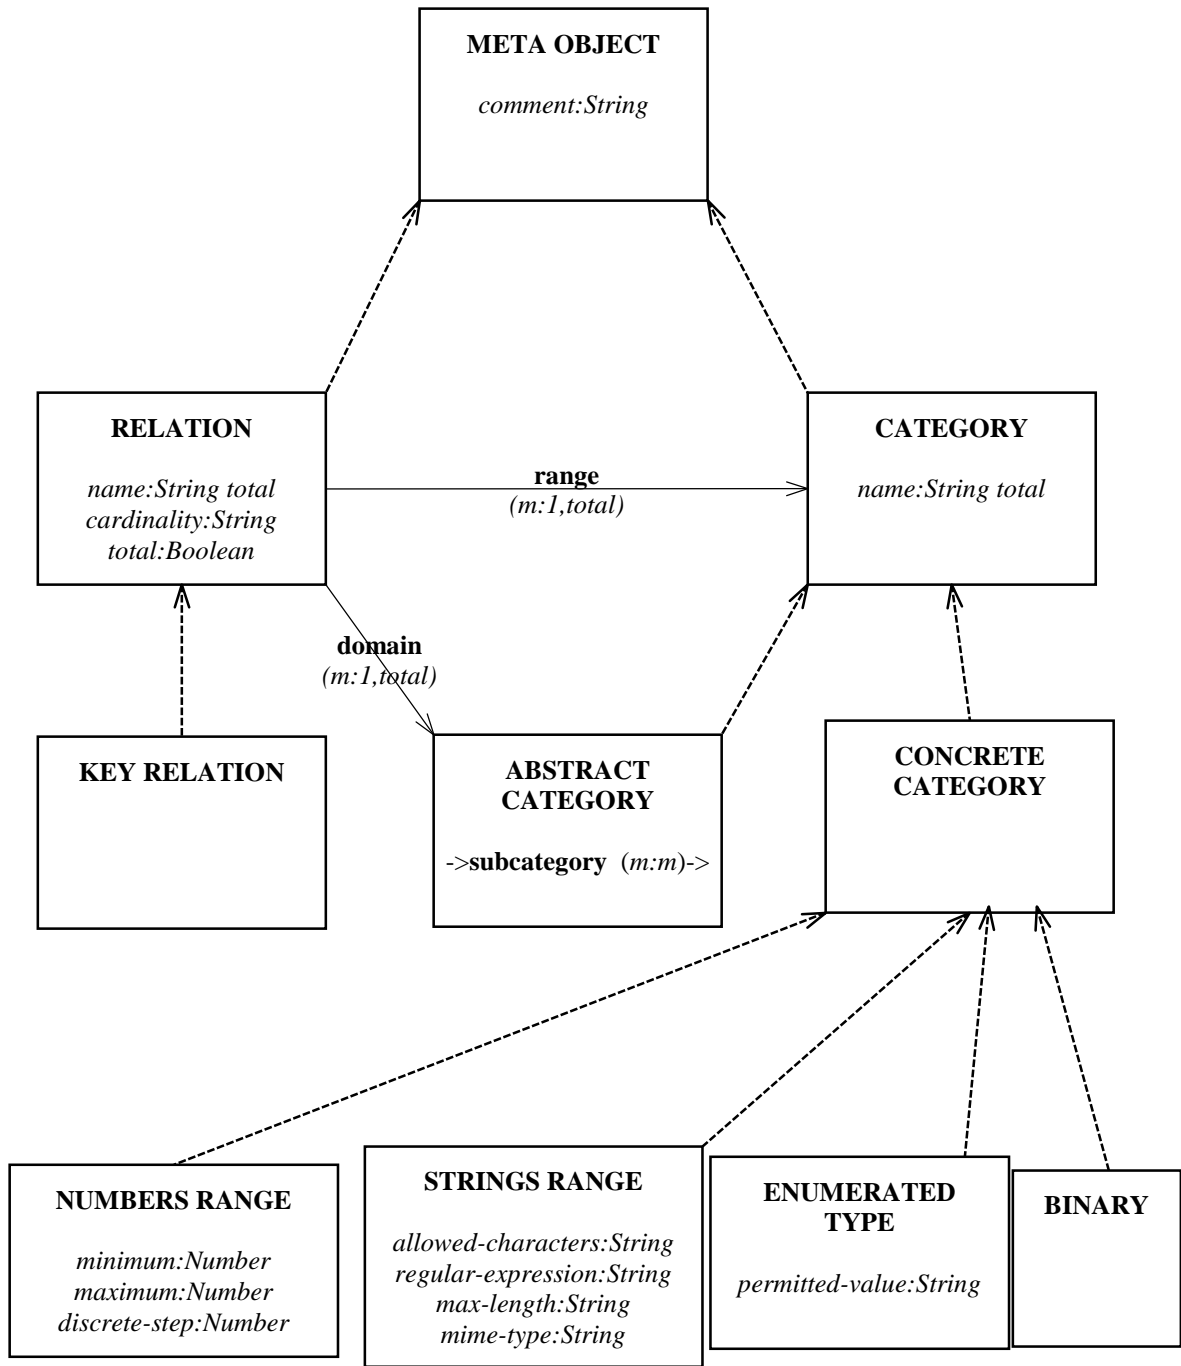 META OBJECT
comment:String
RELATION
name:String total
cardinality:String
total:Boolean
range
(m:1,total)
CATEGORY
name:String total
domain
(m:1,total)
KEY RELATION
ABSTRACT
CATEGORY
->subcategory (m:m)->
CONCRETE
CATEGORY
NUMBERS RANGE
minimum:Number
maximum:Number
discrete-step:Number
STRINGS RANGE
allowed-characters:String
regular-expression:String
max-length:String
mime-type:String
ENUMERATED
TYPE
permitted-value:String
BINARY